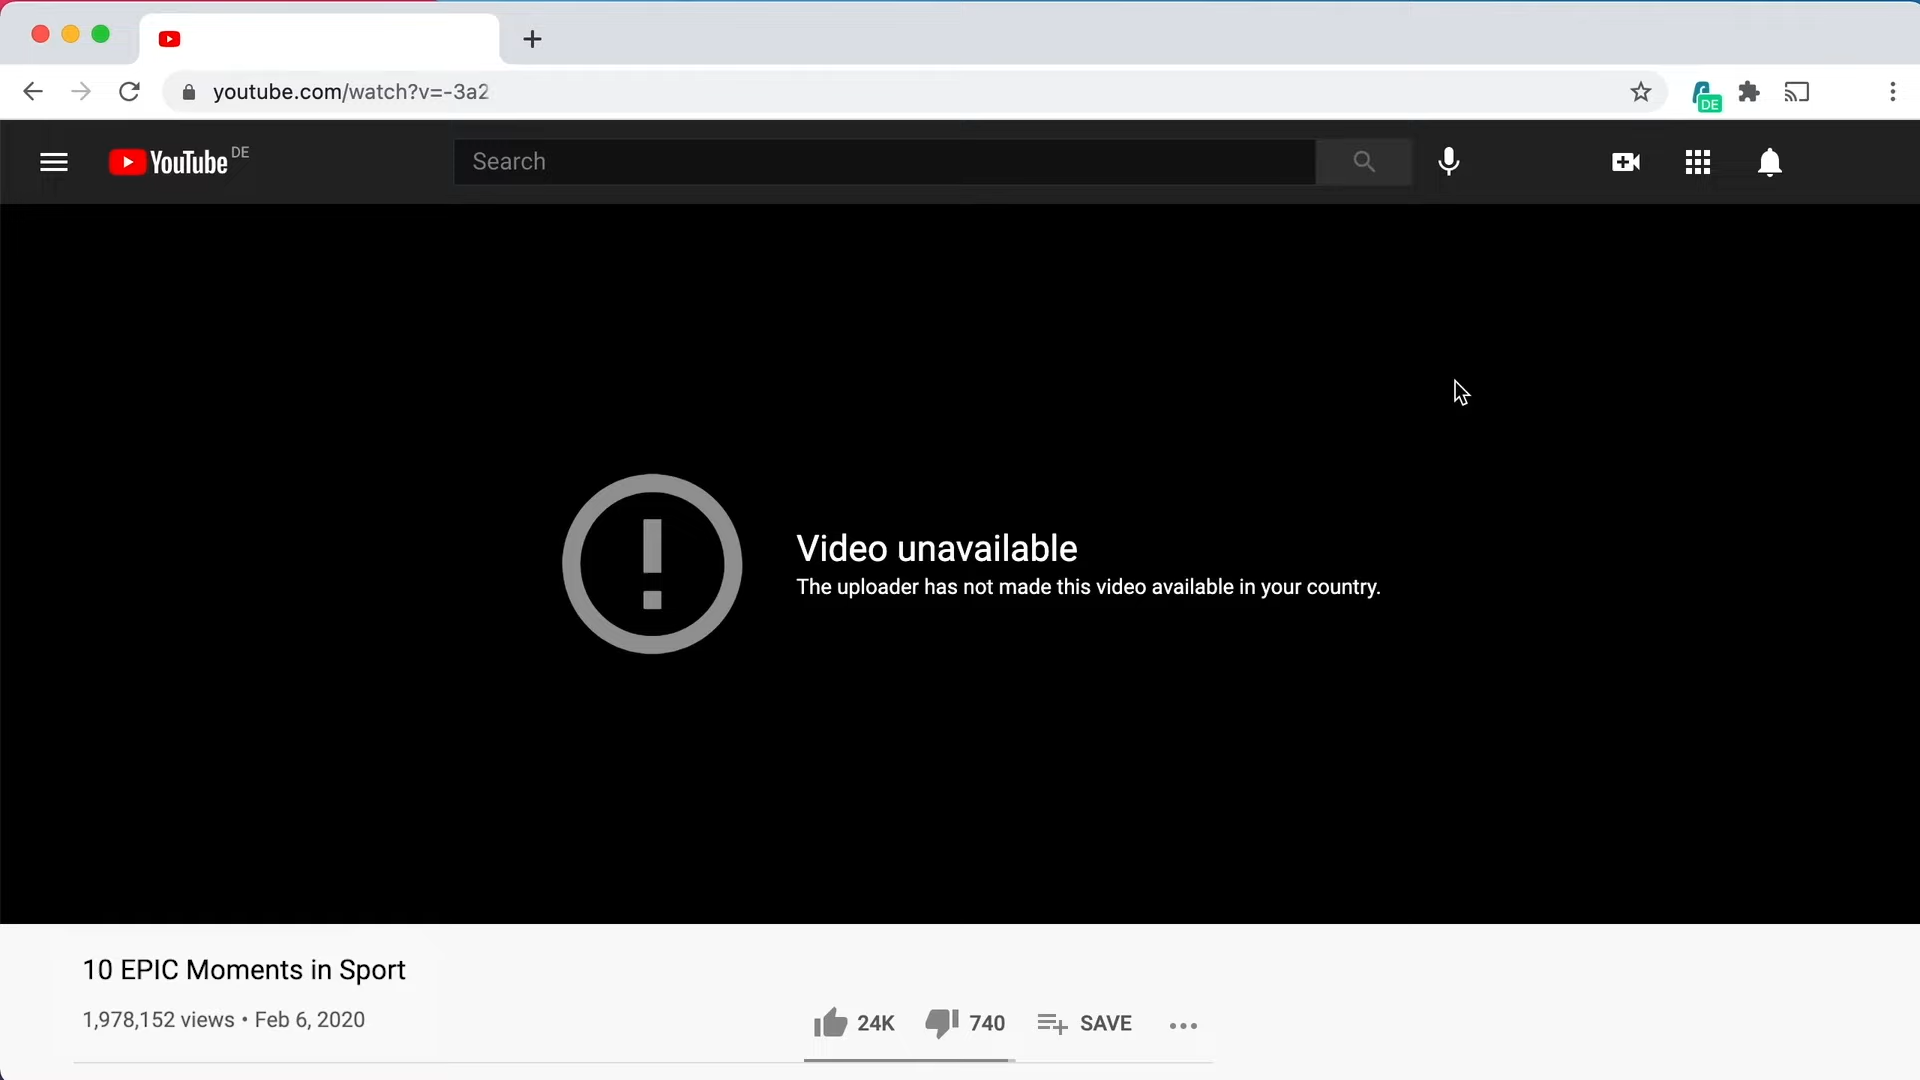 youtube.com/watch?v=-3a2
DE
YouTube DE
Search
Video unavailable
The uploader has not made this video available in your country.
10 EPIC Moments in Sport
1,978,152 views • Feb 6, 2020
24K 740 SAVE